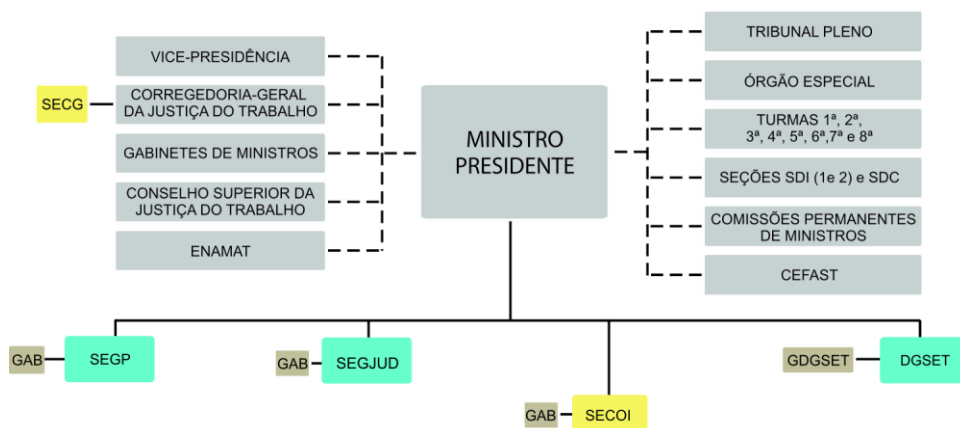 VICE-PRESIDÊNCIA
SECG
CORREGEDORIA-GERAL
DA JUSTIÇA DO TRABALHO
GABINETES DE MINISTROS
CONSELHO SUPERIOR DA
JUSTIÇA DO TRABALHO
ENAMAT
MINISTRO
PRESIDENTE
TRIBUNAL PLENO
ÓRGÃO ESPECIAL
TURMAS 1ª, 2ª,
3ª, 4ª, 5ª, 6ª,7ª e 8ª
SEÇÕES SDI (1e 2) e SDC
COMISSÕES PERMANENTES
DE MINISTROS
CEFAST
GAB
SEGP
GAB
SEGJUD
GAB
SECOI
GDGSET
DGSET